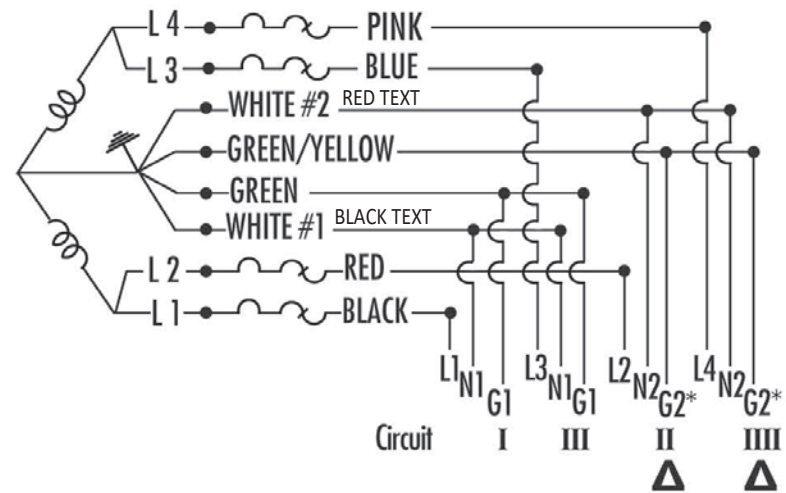 L 4 PINK
L 3 BLUE
WHITE #2 RED TEXT
GREEN/YELLOW
GREEN
WHITE #1 BLACK TEXT
L 2 RED
L 1 BLACK
L1 N1 G1 L3 N1 G1 L2 N2 G2* L4 N2 G2*
Circuit I III II IIII
Δ Δ